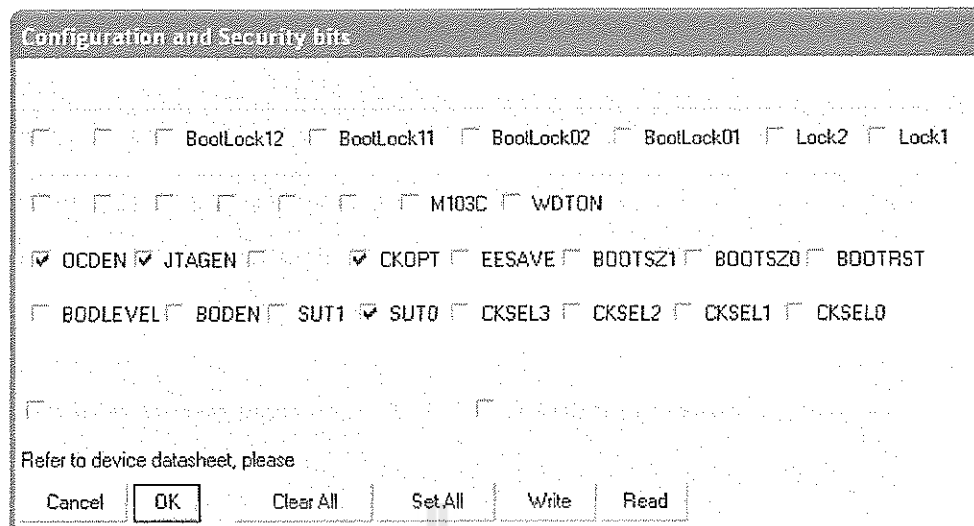 Configuration and Security bits
BootLock12 BootLock11 BootLock02 BootLock01 Lock2 Lock1
M103C WDTON
OCDEN JTAGEN CKOPT EESAVE BOOTSZ1 BOOTSZ0 BOOTRST
BODLEVEL BODEN SUT1 SUT0 CKSEL3 CKSEL2 CKSEL1 CKSEL0
Refer to device datasheet, please
Cancel OK Clear All Set All Write Read